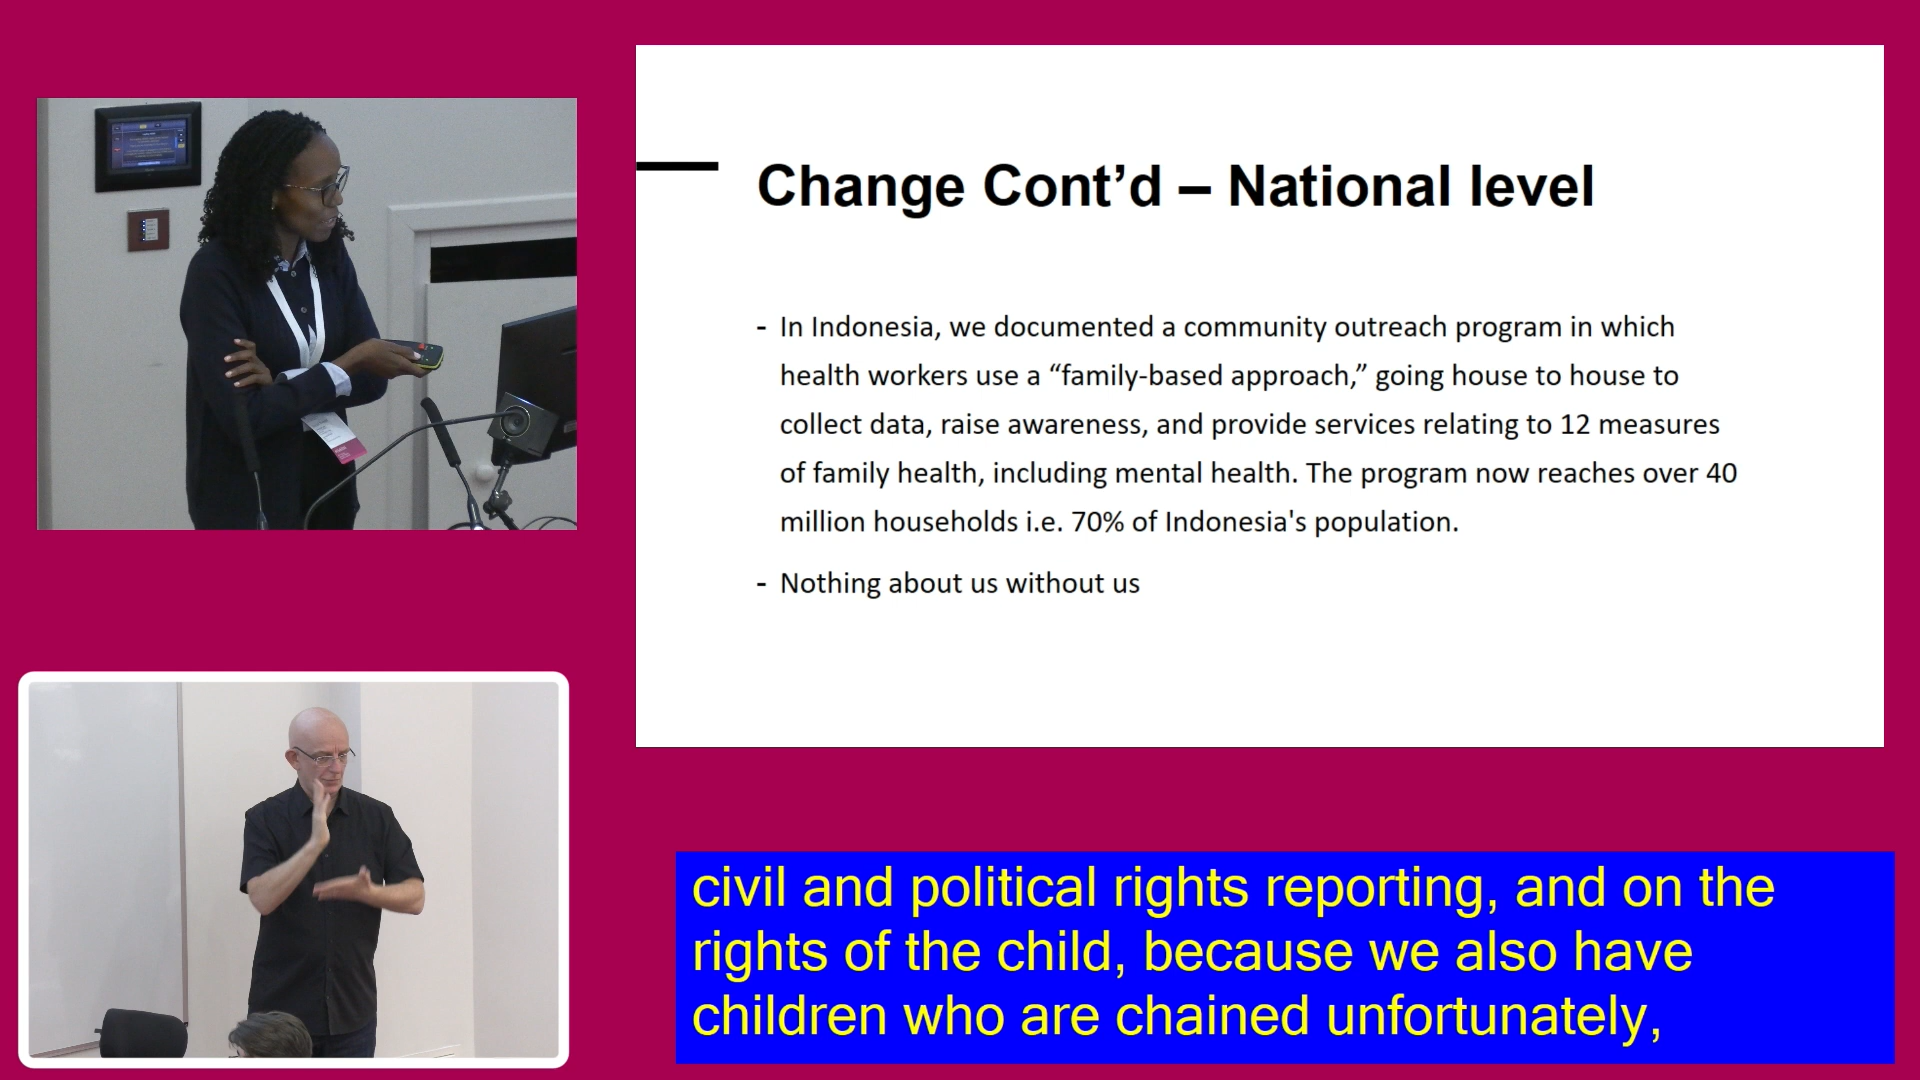 Change Cont’d – National level
- In Indonesia, we documented a community outreach program in which
health workers use a “family-based approach,” going house to house to
collect data, raise awareness, and provide services relating to 12 measures
of family health, including mental health. The program now reaches over 40
million households i.e. 70% of Indonesia's population.
- Nothing about us without us
civil and political rights reporting, and on the
rights of the child, because we also have
children who are chained unfortunately,